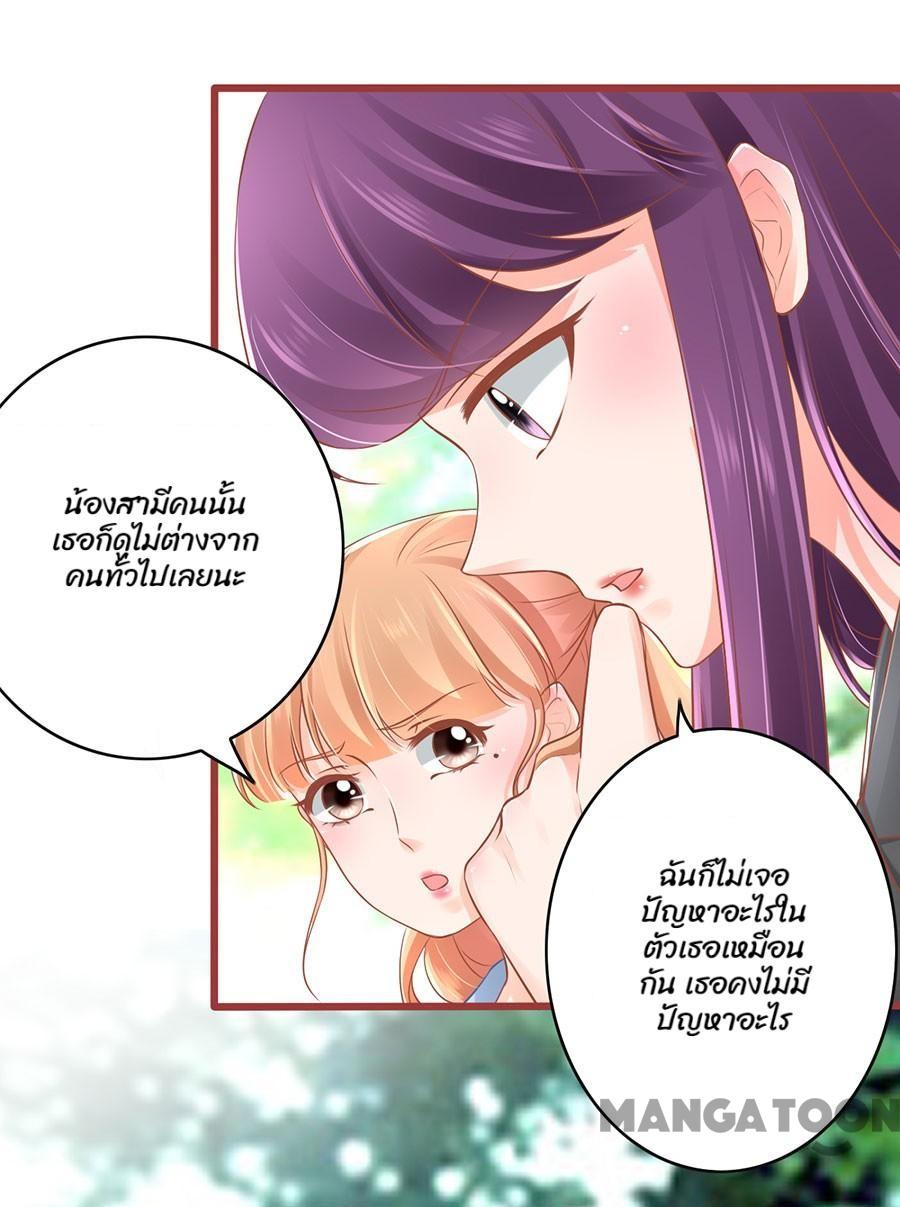 น้องสามีคนนั้น
เธอก็ดูไม่ต่างจาก
คนทั่วไปเลยนะ
ฉันก็ไม่เจอ
ปัญหาอะไรใน
ตัวเธอเหมือน
กัน เธอคงไม่มี
ปัญหาอะไร
MANGATOON